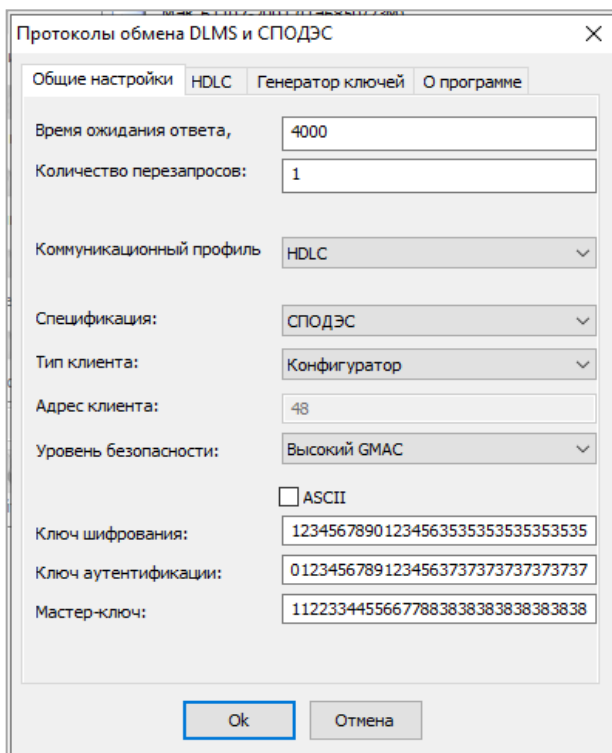 Протоколы обмена DLMS и СПОДЭС
Общие настройки HDLC Генератор ключей О программе
Время ожидания ответа, 4000
Количество перезапросов: 1
Коммуникационный профиль HDLC
Спецификация: СПОДЭС
Тип клиента: Конфигуратор
Адрес клиента: 48
Уровень безопасности: Высокий GMAC
ASCII
Ключ шифрования: 12345678901234563535353535353535
Ключ аутентификации: 01234567891234563737373737373737
Мастер-ключ: 11223344556677883838383838383838
Ok Отмена